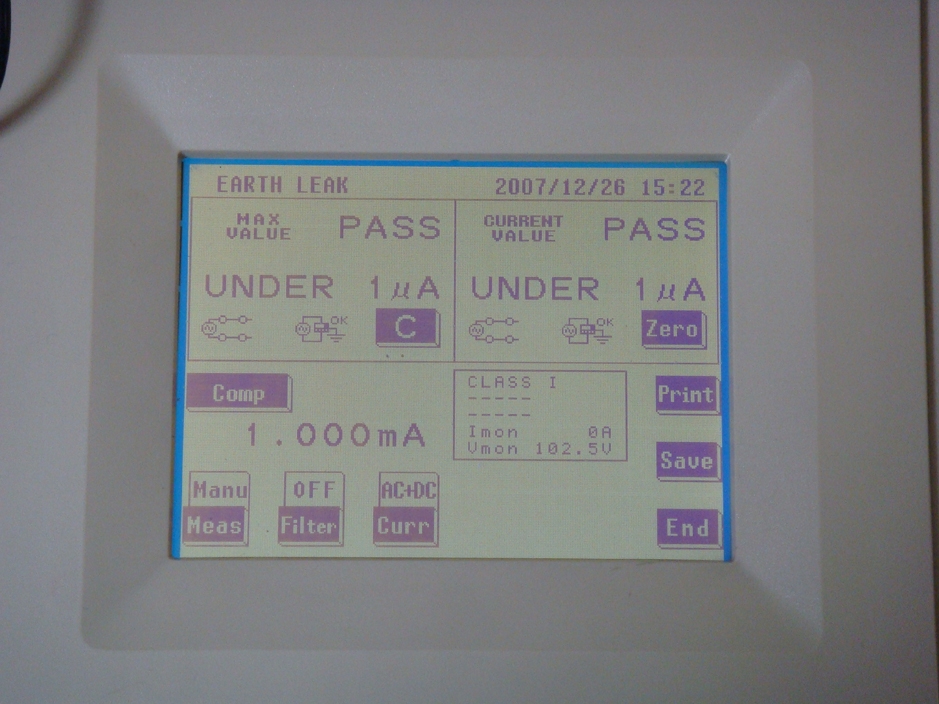 EARTH LEAK 2007/12/26 15:22
MAX VALUE PASS
UNDER 1μA
OK C
CURRENT VALUE PASS
UNDER 1μA
OK Zero
Comp
1.000mA
CLASS I
-----
-----
Imon 0A
Vmon 102.5V
Print
Save
Manu OFF AC+DC
Meas Filter Curr
End